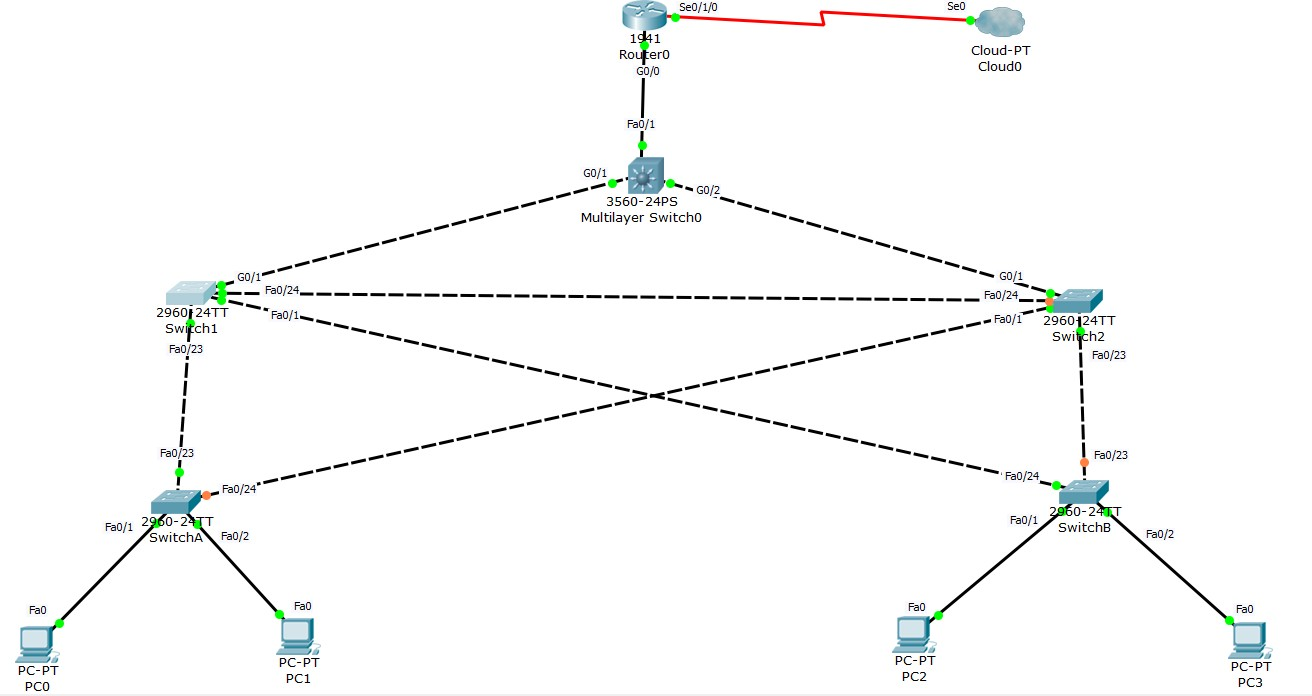 Se0/1/0
Se0
1941
Router0
Cloud-PT
Cloud0
G0/0
Fa0/1
G0/1
G0/2
3560-24PS
Multilayer Switch0
G0/1
Fa0/24
Fa0/1
2960-24TT
Switch1
Fa0/23
G0/1
Fa0/24
Fa0/1
2960-24TT
Switch2
Fa0/23
Fa0/23
Fa0/24
2960-24TT
SwitchA
Fa0/1
Fa0/2
Fa0/23
Fa0/24
2960-24TT
SwitchB
Fa0/1
Fa0/2
Fa0
PC-PT
PC0
Fa0
PC-PT
PC1
Fa0
PC-PT
PC2
Fa0
PC-PT
PC3